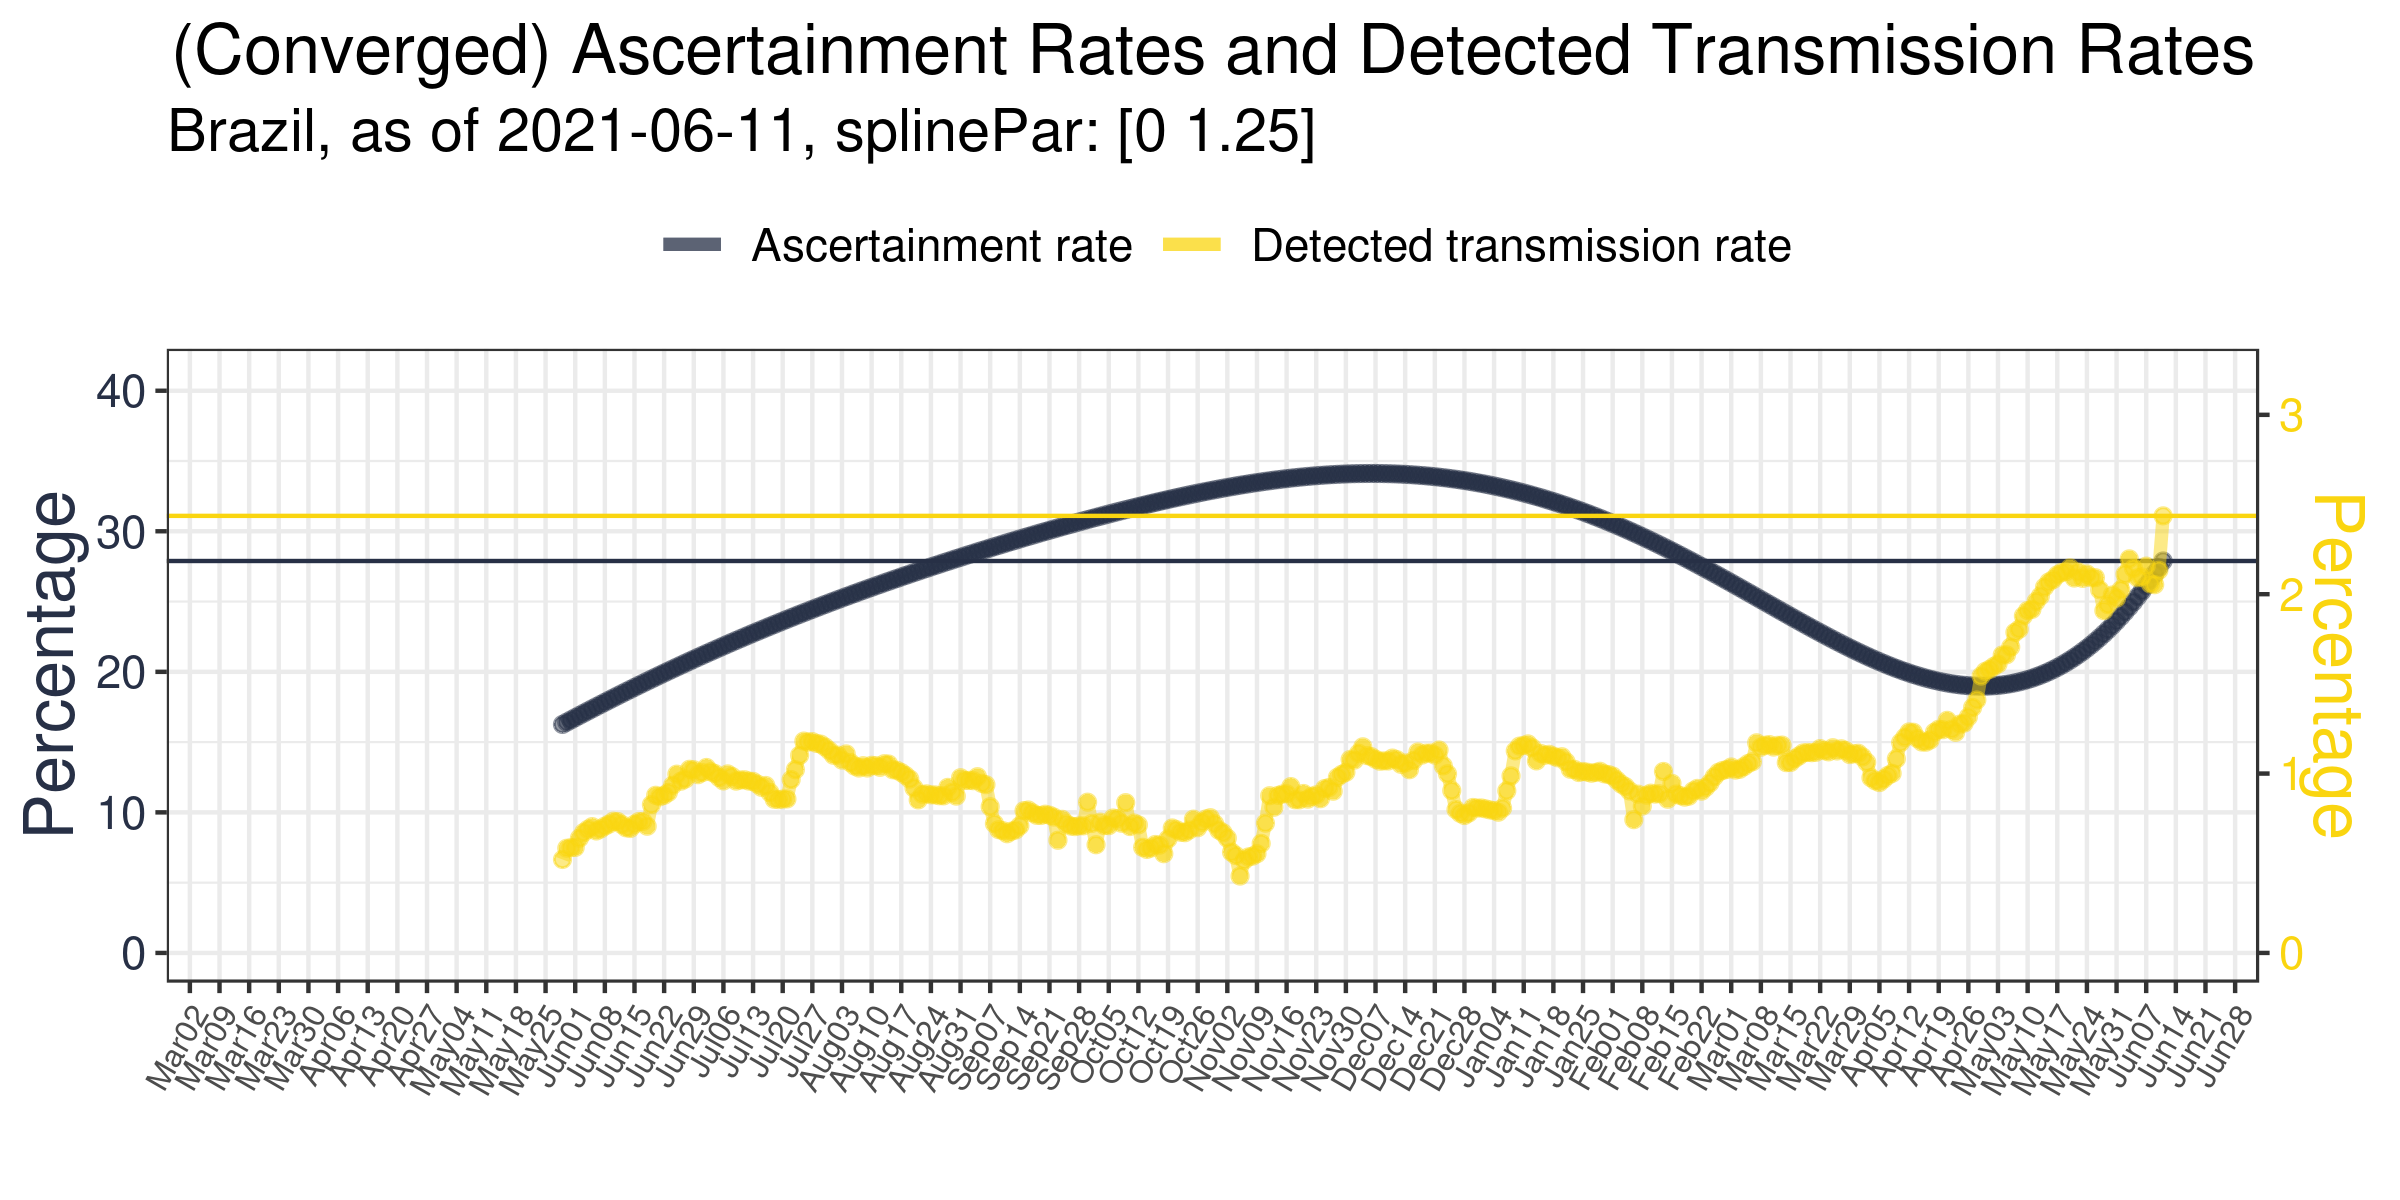 (Converged) Ascertainment Rates and Detected Transmission Rates
Brazil, as of 2021-06-11, splinePar: [0 1.25]
Ascertainment rate Detected transmission rate
Percentage
40
30
20
10
0
3
2
1
0
Percentage
Mar02 Mar09 Mar16 Mar23 Mar30 Apr06 Apr13 Apr20 Apr27 May04 May11 May18 May25 Jun01 Jun08 Jun15 Jun22 Jun29 Jul06 Jul13 Jul20 Jul27 Aug03 Aug10 Aug17 Aug24 Aug31 Sep07 Sep14 Sep21 Sep28 Oct05 Oct12 Oct19 Oct26 Nov02 Nov09 Nov16 Nov23 Nov30 Dec07 Dec14 Dec21 Dec28 Jan04 Jan11 Jan18 Jan25 Feb01 Feb08 Feb15 Feb22 Mar01 Mar08 Mar15 Mar22 Mar29 Apr05 Apr12 Apr19 Apr26 May03 May10 May17 May24 May31 Jun07 Jun14 Jun21 Jun28